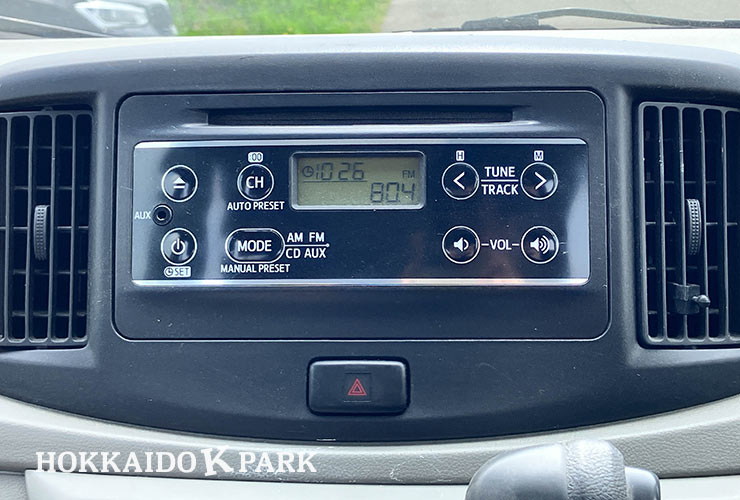 :00
H
M
10 26
FM
80.4
CH
AUTO PRESET
< TUNE TRACK >
AUX
MODE
AM FM
CD AUX
MANUAL PRESET
SET
VOL
HOKKAIDO K PARK